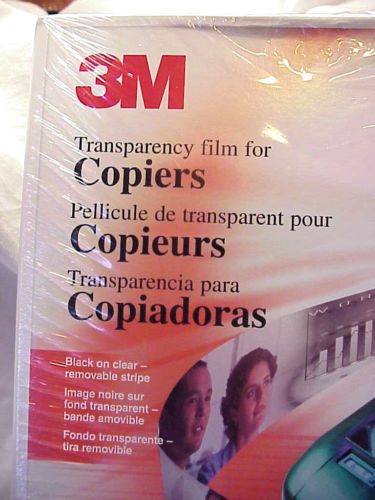 3M
Transparency film for
Copiers
Pellicule de transparent pour
Copieurs
Transparencia para
Copiadoras
Black on clear –
removable stripe
Image noire sur
fond transparent –
bande amovible
Fondo transparente –
tira removible
WOR